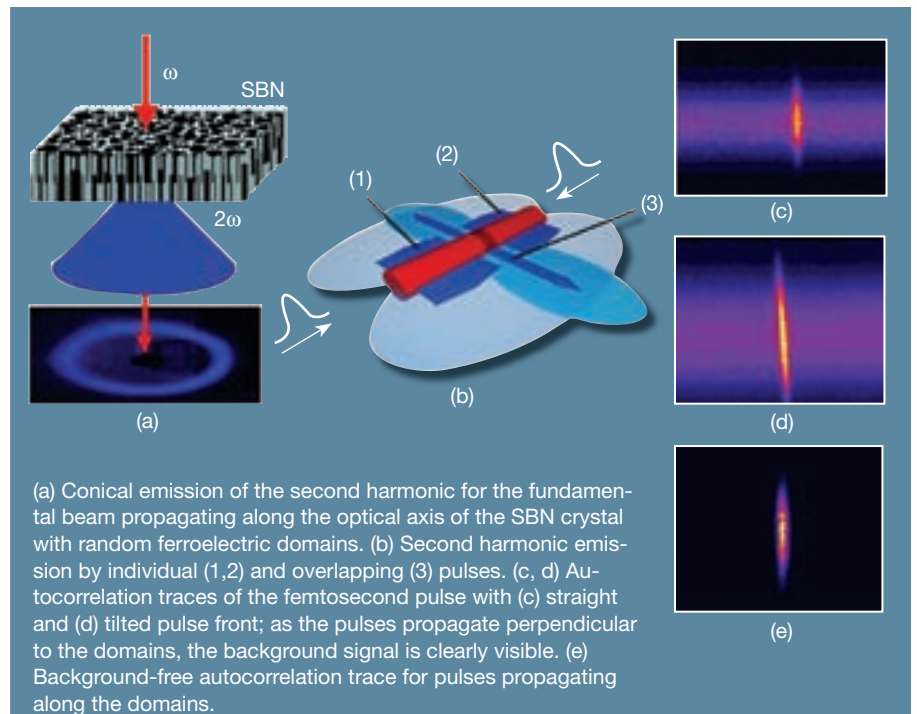 ω
SBN
2ω
(a)
(1)
(2)
(3)
(b)
(c)
(d)
(e)
(a) Conical emission of the second harmonic for the fundamen-
tal beam propagating along the optical axis of the SBN crystal
with random ferroelectric domains. (b) Second harmonic emis-
sion by individual (1,2) and overlapping (3) pulses. (c, d) Au-
tocorrelation traces of the femtosecond pulse with (c) straight
and (d) tilted pulse front; as the pulses propagate perpendicular
to the domains, the background signal is clearly visible. (e)
Background-free autocorrelation trace for pulses propagating
along the domains.